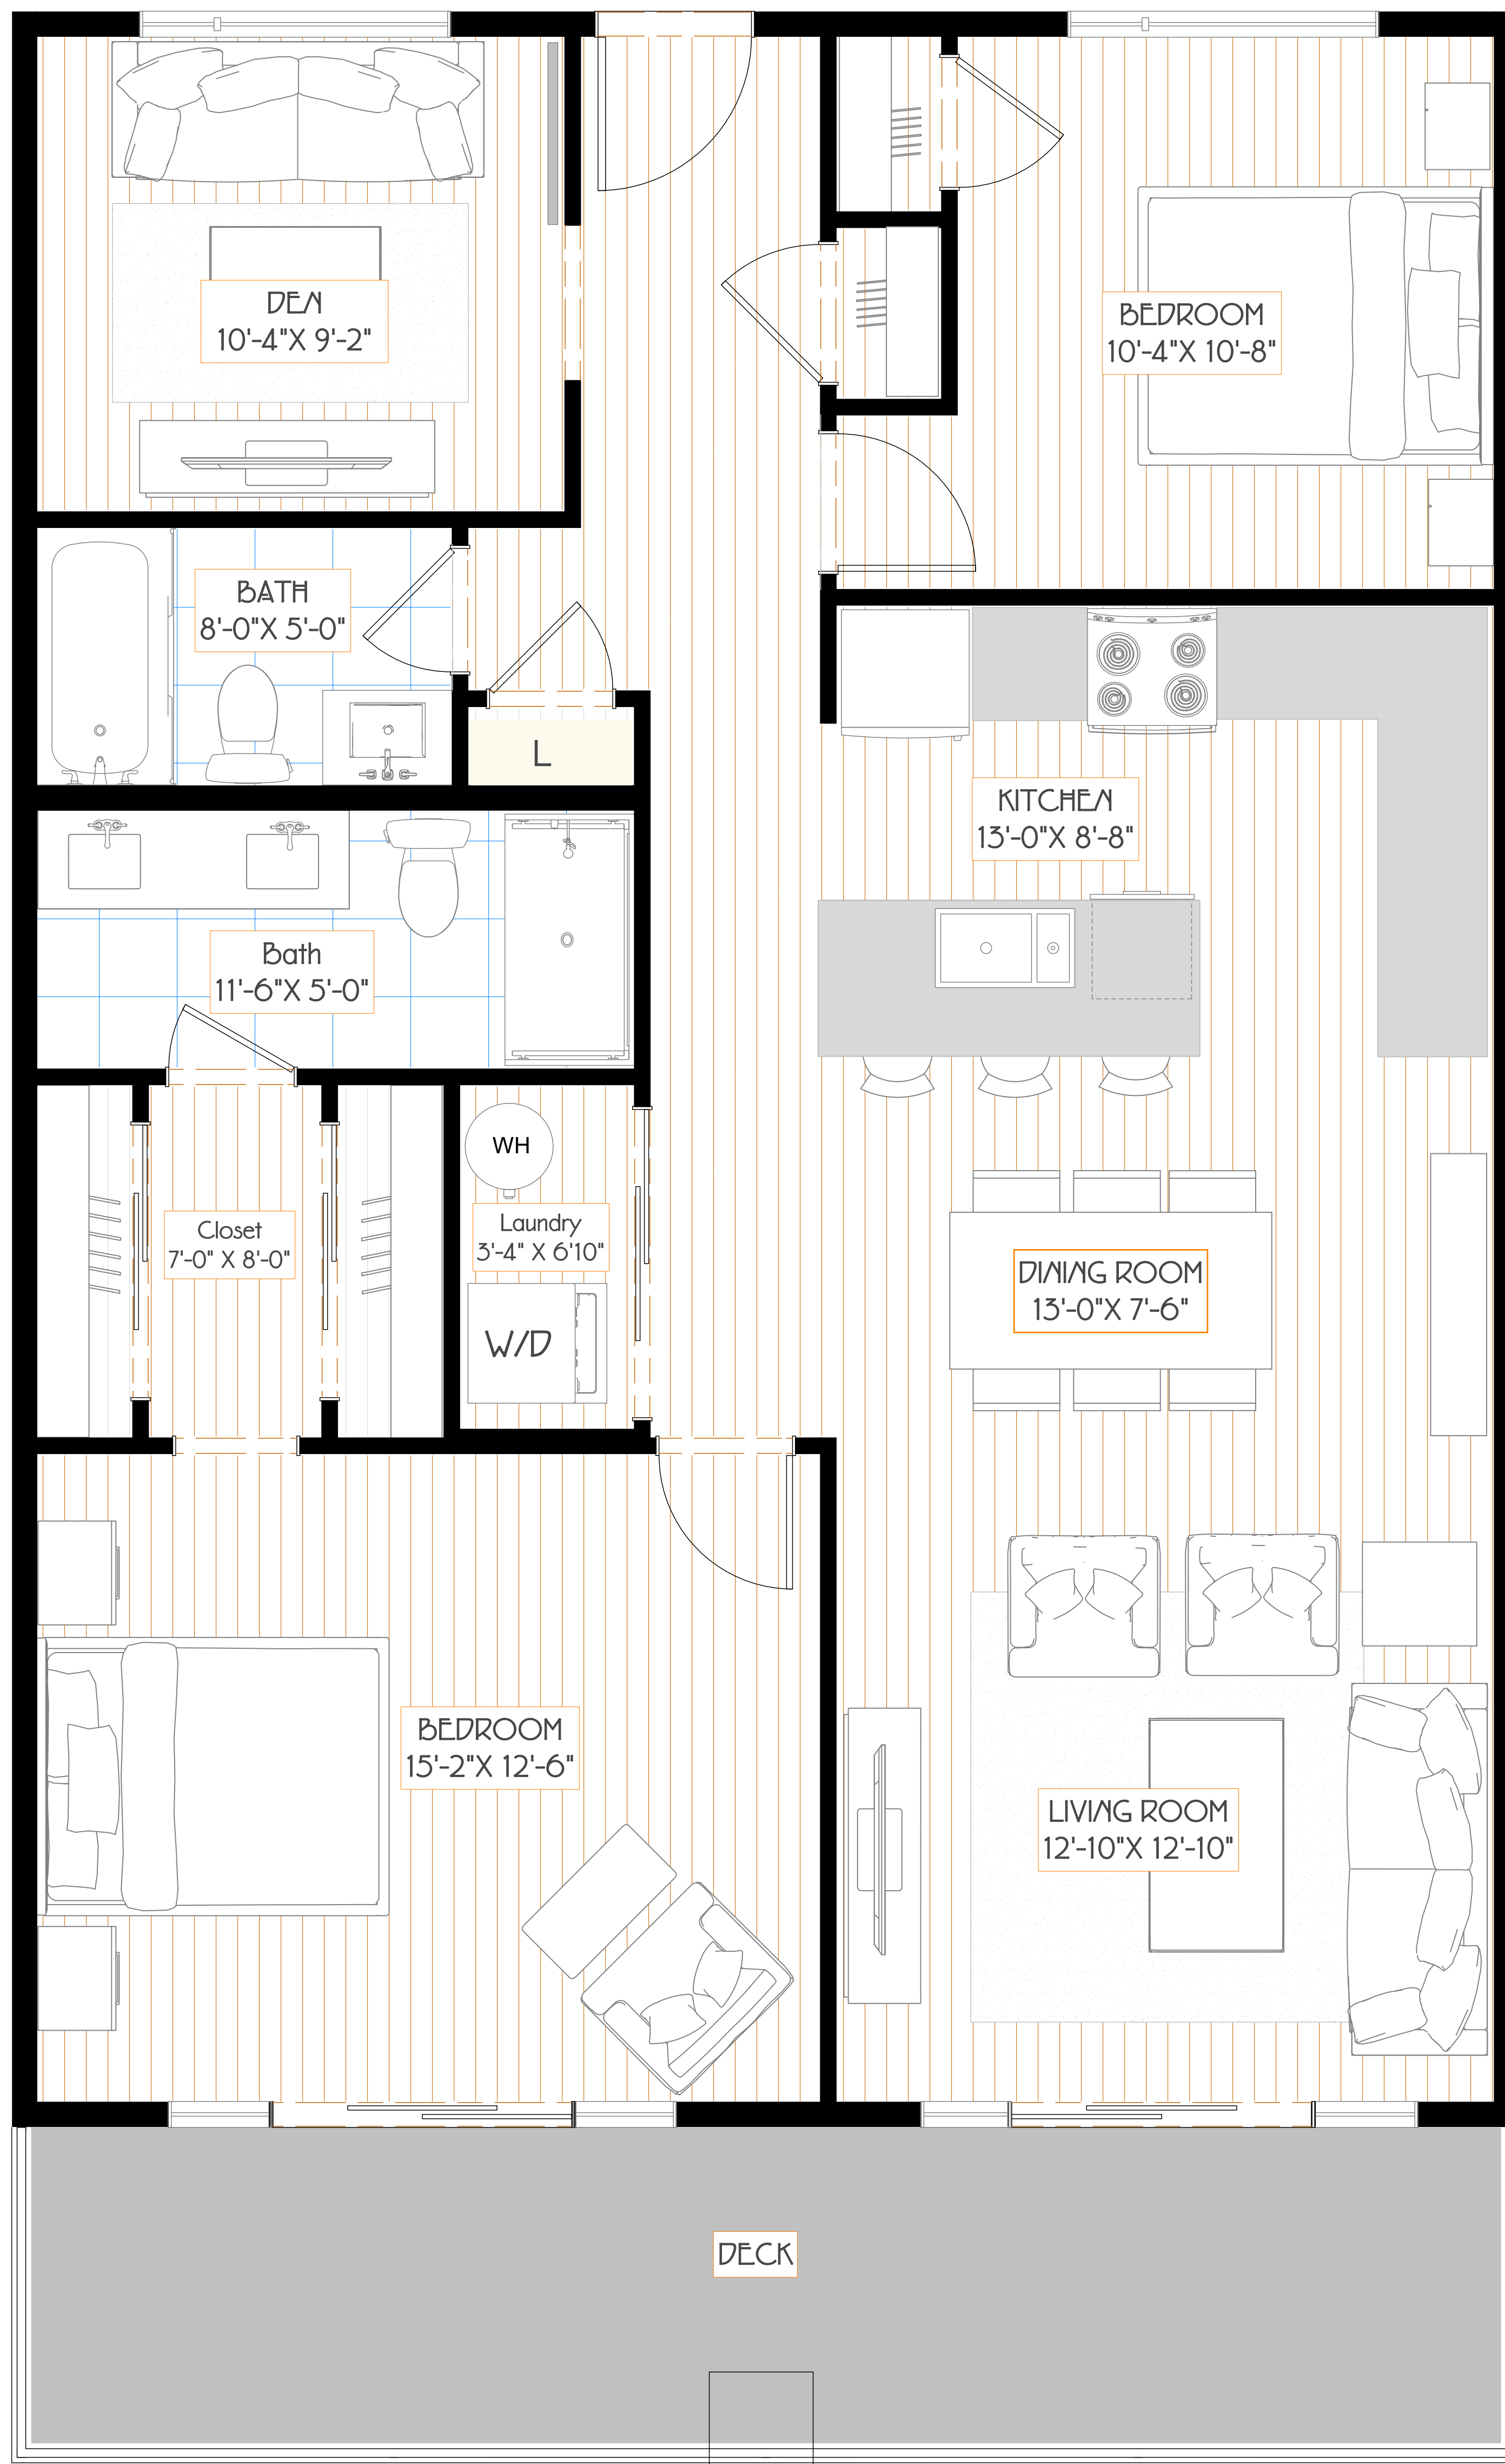 DEN
10'-4"X 9'-2"
BEDROOM
10'-4"X 10'-8"
BATH
8'-0"X 5'-0"
L
KITCHEN
13'-0"X 8'-8"
Bath
11'-6"X 5'-0"
WH
Closet
7'-0" X 8'-0"
Laundry
3'-4" X 6'10"
W/D
DINING ROOM
13'-0"X 7'-6"
BEDROOM
15'-2"X 12'-6"
LIVING ROOM
12'-10"X 12'-10"
DECK